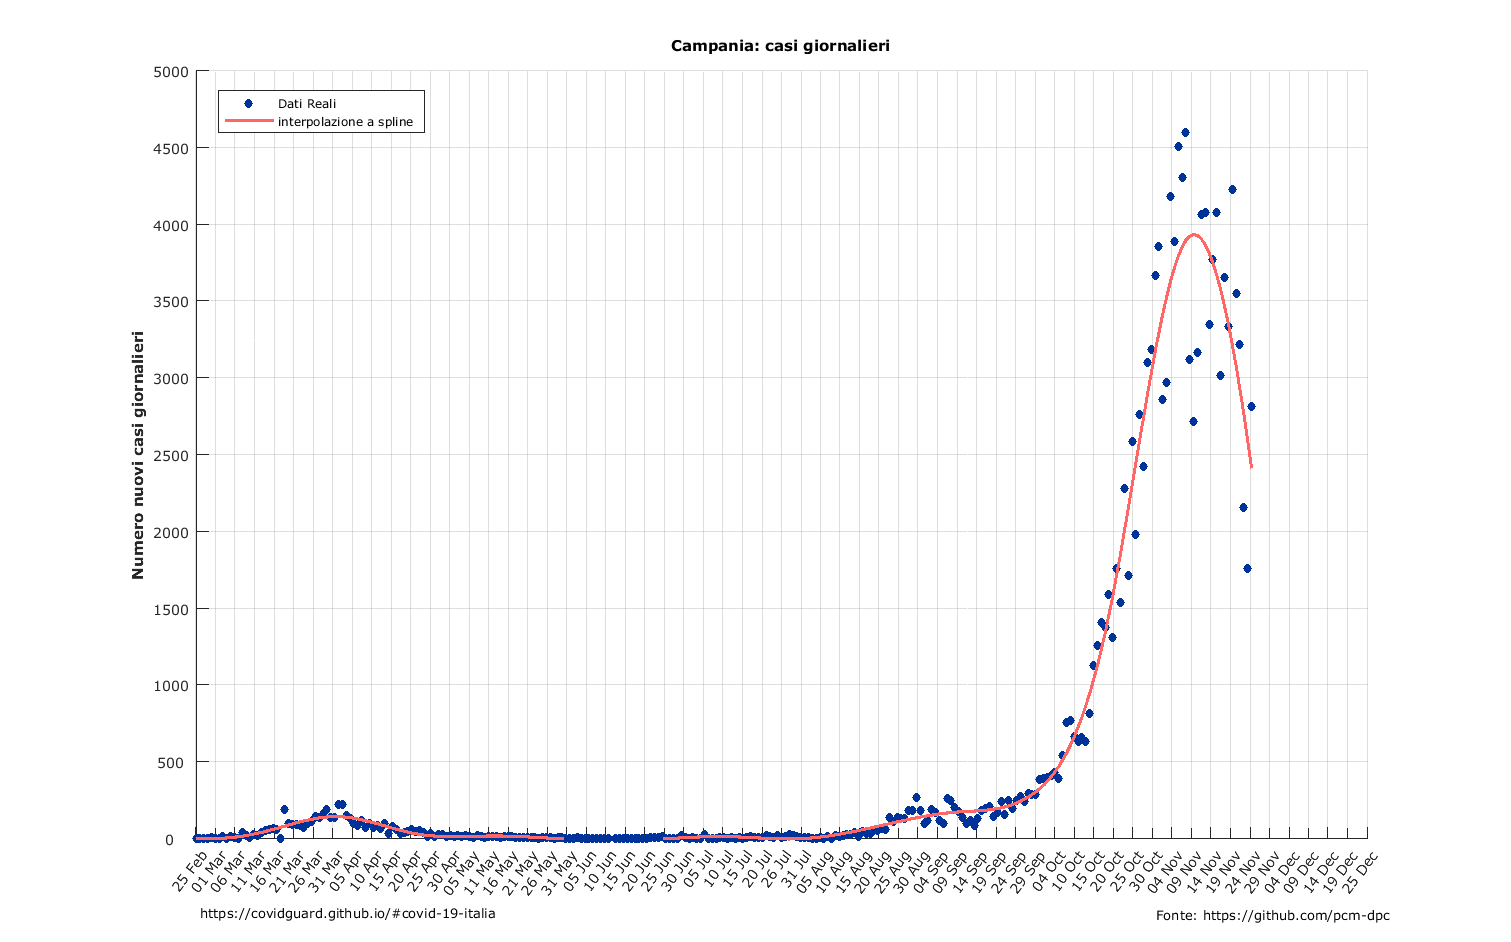 Campania: casi giornalieri
Dati Reali
interpolazione a spline
Numero nuovi casi giornalieri
5000
4500
4000
3500
3000
2500
2000
1500
1000
500
0
25 Feb
01 Mar
06 Mar
11 Mar
16 Mar
21 Mar
26 Mar
31 Mar
05 Apr
10 Apr
15 Apr
20 Apr
25 Apr
30 Apr
05 May
11 May
16 May
21 May
26 May
31 May
05 Jun
10 Jun
15 Jun
20 Jun
25 Jun
30 Jun
05 Jul
10 Jul
15 Jul
20 Jul
26 Jul
31 Jul
05 Aug
10 Aug
15 Aug
20 Aug
25 Aug
30 Aug
04 Sep
09 Sep
14 Sep
19 Sep
24 Sep
29 Sep
04 Oct
10 Oct
15 Oct
20 Oct
25 Oct
30 Oct
04 Nov
09 Nov
14 Nov
19 Nov
24 Nov
29 Nov
04 Dec
09 Dec
14 Dec
19 Dec
25 Dec
https://covidguard.github.io/#covid-19-italia
Fonte: https://github.com/pcm-dpc